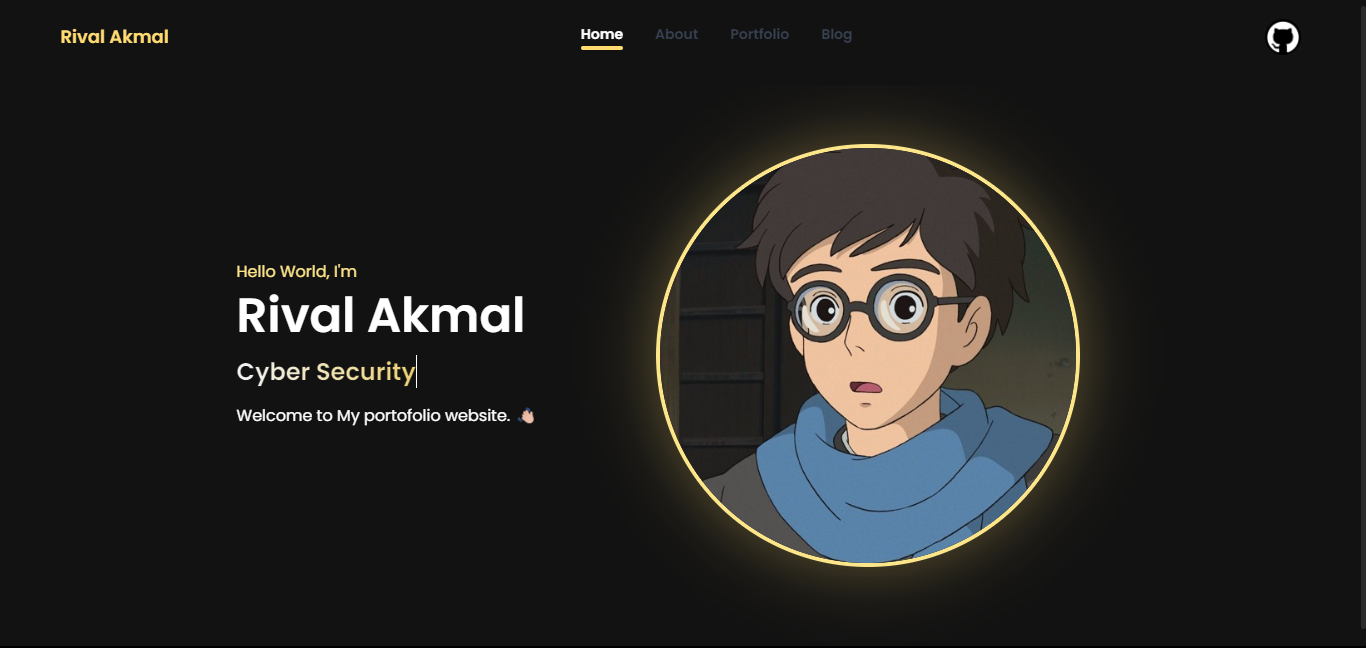 Rival Akmal
Home About Portfolio Blog
Hello World, I'm
Rival Akmal
Cyber Security
Welcome to My portofolio website. 👋🏻